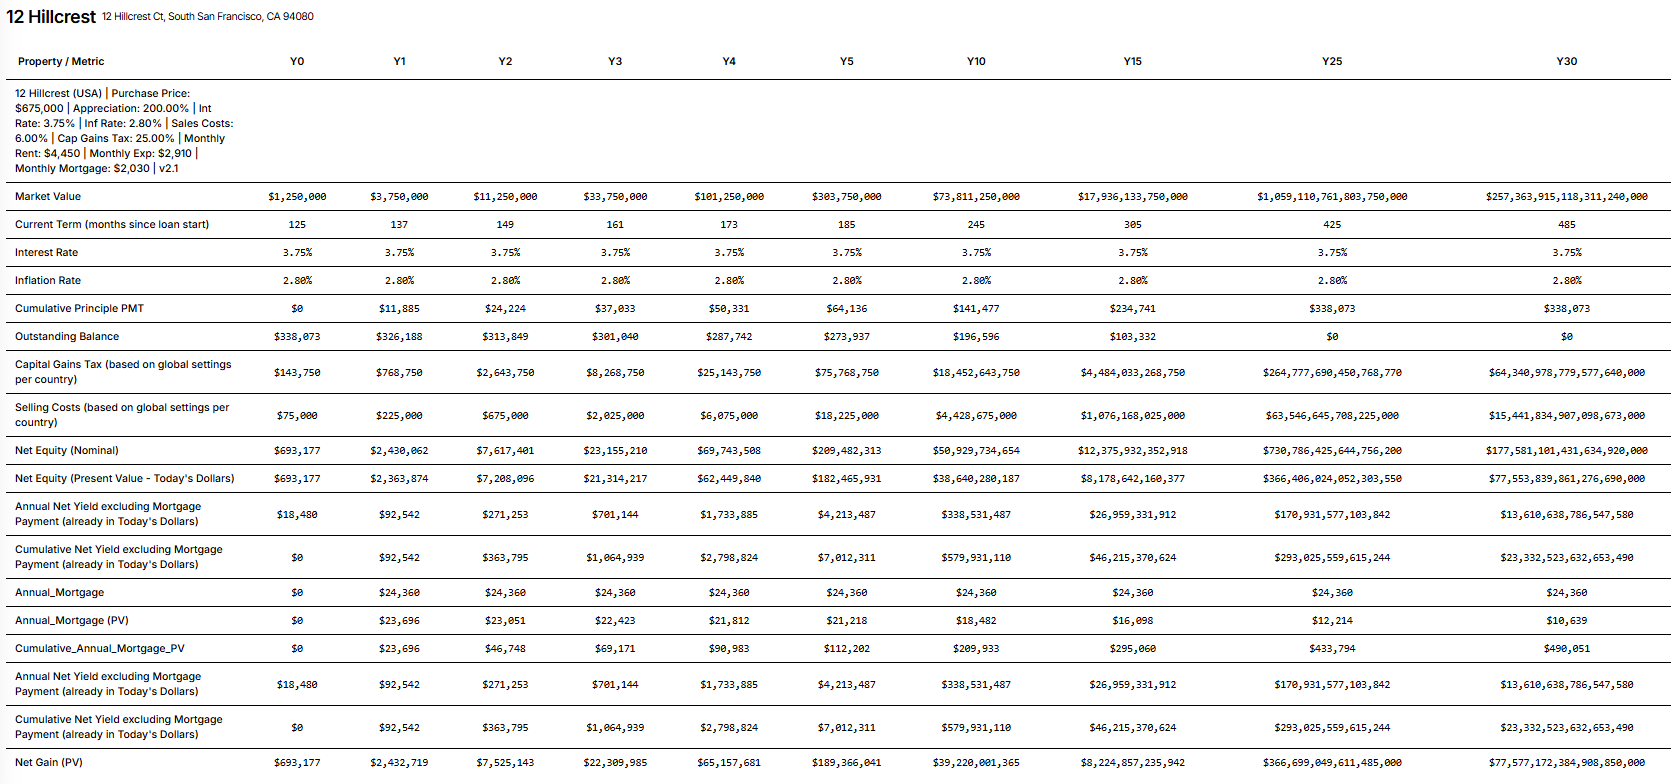 12 Hillcrest 12 Hillcrest Ct, South San Francisco, CA 94080
Property / Metric Y0 Y1 Y2 Y3 Y4 Y5 Y10 Y15 Y25 Y30
12 Hillcrest (USA) | Purchase Price:
$675,000 | Appreciation: 200.00% | Int
Rate: 3.75% | Inf Rate: 2.80% | Sales Costs:
6.00% | Cap Gains Tax: 25.00% | Monthly
Rent: $4,450 | Monthly Exp: $2,910 |
Monthly Mortgage: $2,030 | v2.1
Market Value $1,250,000 $3,750,000 $11,250,000 $33,750,000 $101,250,000 $303,750,000 $73,811,250,000 $17,936,133,750,000 $1,059,110,761,803,750,000 $257,363,915,118,311,240,000
Current Term (months since loan start) 125 137 149 161 173 185 245 305 425 485
Interest Rate 3.75% 3.75% 3.75% 3.75% 3.75% 3.75% 3.75% 3.75% 3.75% 3.75%
Inflation Rate 2.80% 2.80% 2.80% 2.80% 2.80% 2.80% 2.80% 2.80% 2.80% 2.80%
Cumulative Principle PMT $0 $11,885 $24,224 $37,033 $50,331 $64,136 $141,477 $234,741 $338,073 $338,073
Outstanding Balance $338,073 $326,188 $313,849 $301,040 $287,742 $273,937 $196,596 $103,332 $0 $0
Capital Gains Tax (based on global settings
per country) $143,750 $768,750 $2,643,750 $8,268,750 $25,143,750 $75,768,750 $18,452,643,750 $4,484,033,268,750 $264,777,690,450,768,770 $64,340,978,779,577,640,000
Selling Costs (based on global settings per
country) $75,000 $225,000 $675,000 $2,025,000 $6,075,000 $18,225,000 $4,428,675,000 $1,076,168,025,000 $63,546,645,708,225,000 $15,441,834,907,098,673,000
Net Equity (Nominal) $693,177 $2,430,062 $7,617,401 $23,155,210 $69,743,508 $209,482,313 $50,929,734,654 $12,375,932,352,918 $730,786,425,644,756,200 $177,581,101,431,634,920,000
Net Equity (Present Value - Today's Dollars) $693,177 $2,363,874 $7,208,096 $21,314,217 $62,449,840 $182,465,931 $38,640,280,187 $8,178,642,160,377 $366,406,024,052,303,550 $77,553,839,861,276,690,000
Annual Net Yield excluding Mortgage
Payment (already in Today's Dollars) $18,480 $92,542 $271,253 $701,144 $1,733,885 $4,213,487 $338,531,487 $26,959,331,912 $170,931,577,103,842 $13,610,638,786,547,580
Cumulative Net Yield excluding Mortgage
Payment (already in Today's Dollars) $0 $92,542 $363,795 $1,064,939 $2,798,824 $7,012,311 $579,931,110 $46,215,370,624 $293,025,559,615,244 $23,332,523,632,653,490
Annual_Mortgage $0 $24,360 $24,360 $24,360 $24,360 $24,360 $24,360 $24,360 $24,360 $24,360
Annual_Mortgage (PV) $0 $23,696 $23,051 $22,423 $21,812 $21,218 $18,482 $16,098 $12,214 $10,639
Cumulative_Annual_Mortgage_PV $0 $23,696 $46,748 $69,171 $90,983 $112,202 $209,933 $295,060 $433,794 $490,051
Annual Net Yield excluding Mortgage
Payment (already in Today's Dollars) $18,480 $92,542 $271,253 $701,144 $1,733,885 $4,213,487 $338,531,487 $26,959,331,912 $170,931,577,103,842 $13,610,638,786,547,580
Cumulative Net Yield excluding Mortgage
Payment (already in Today's Dollars) $0 $92,542 $363,795 $1,064,939 $2,798,824 $7,012,311 $579,931,110 $46,215,370,624 $293,025,559,615,244 $23,332,523,632,653,490
Net Gain (PV) $693,177 $2,432,719 $7,525,143 $22,309,985 $65,157,681 $189,366,041 $39,220,001,365 $8,224,857,235,942 $366,699,049,611,485,000 $77,577,172,384,908,850,000